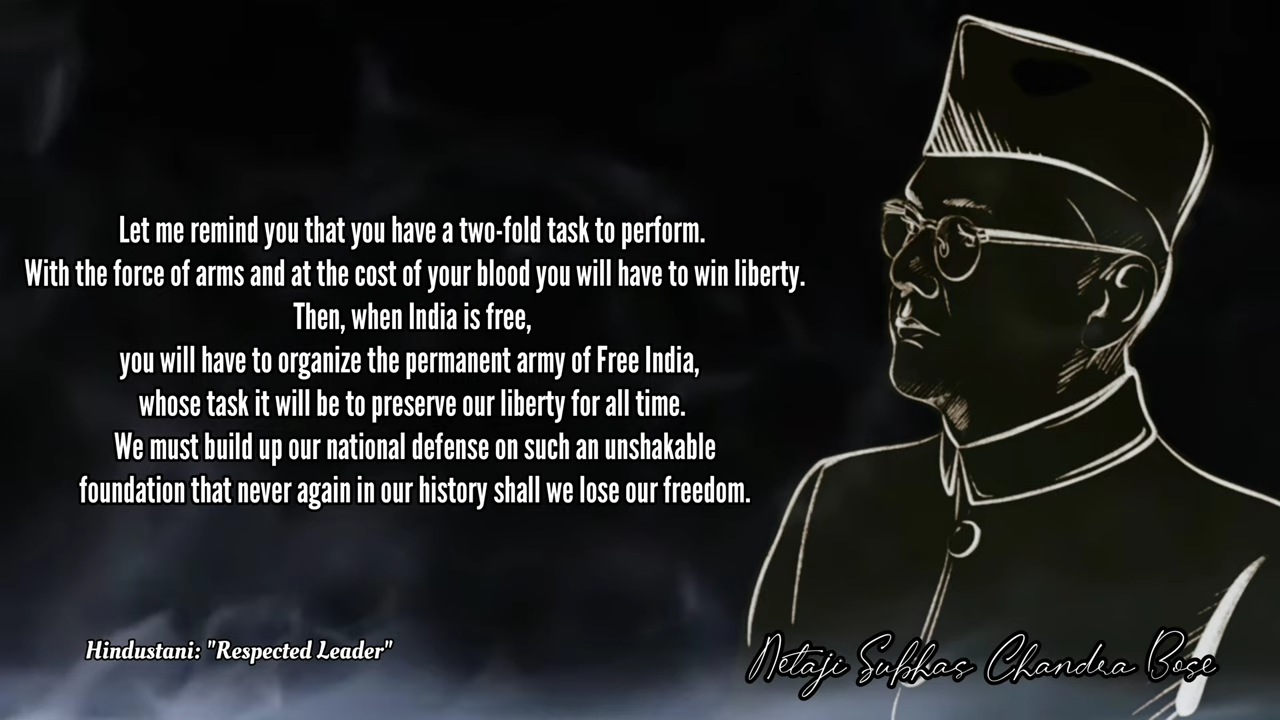 Let me remind you that you have a two-fold task to perform.
With the force of arms and at the cost of your blood you will have to win liberty.
Then, when India is free,
you will have to organize the permanent army of Free India,
whose task it will be to preserve our liberty for all time.
We must build up our national defense on such an unshakable
foundation that never again in our history shall we lose our freedom.
Hindustani: "Respected Leader"
Netaji Subhas Chandra Bose